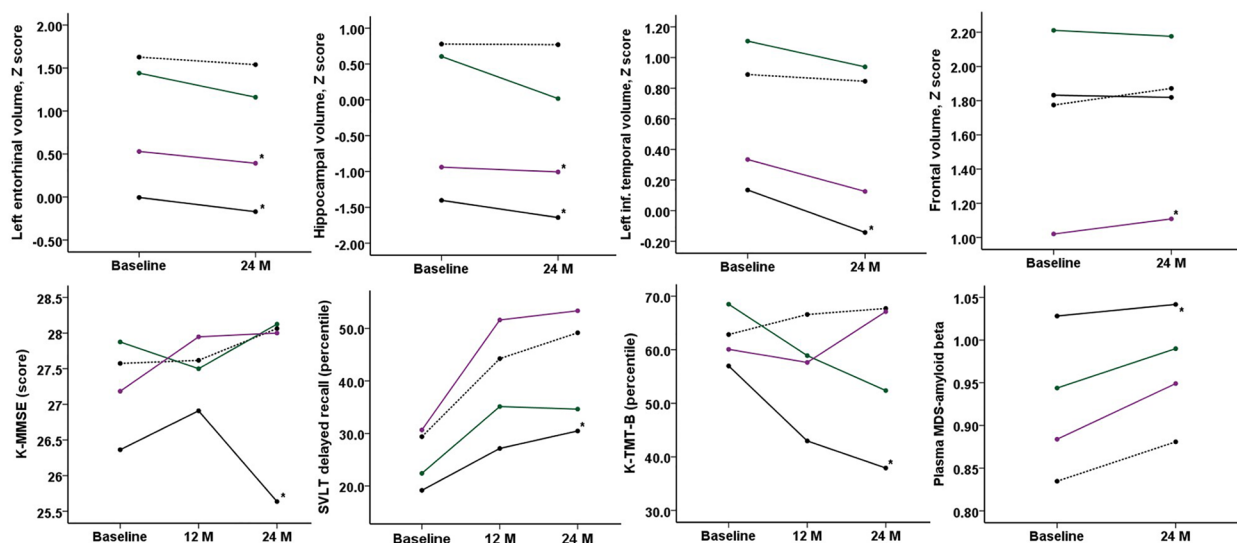 Left entorhinal volume, Z score
2.00
1.50
1.00
0.50
0.00
-0.50
*
*
Baseline
24 M
Hippocampal volume, Z score
1.00
0.50
0.00
-0.50
-1.00
-1.50
-2.00
*
*
Baseline
24 M
Left inf. temporal volume, Z score
1.20
1.00
0.80
0.60
0.40
0.20
0.00
-0.20
*
Baseline
24 M
Frontal volume, Z score
2.20
2.00
1.80
1.60
1.40
1.20
1.00
*
Baseline
24 M
K-MMSE (score)
28.5
28
27.5
27
26.5
26
25.5
*
Baseline
12 M
24 M
SVLT delayed recall (percentile)
50.0
40.0
30.0
20.0
*
Baseline
12 M
24 M
K-TMT-B (percentile)
70.0
60.0
50.0
40.0
30.0
*
Baseline
12 M
24 M
Plasma MDS-amyloid beta
1.05
1.00
0.95
0.90
0.85
0.80
*
Baseline
24 M